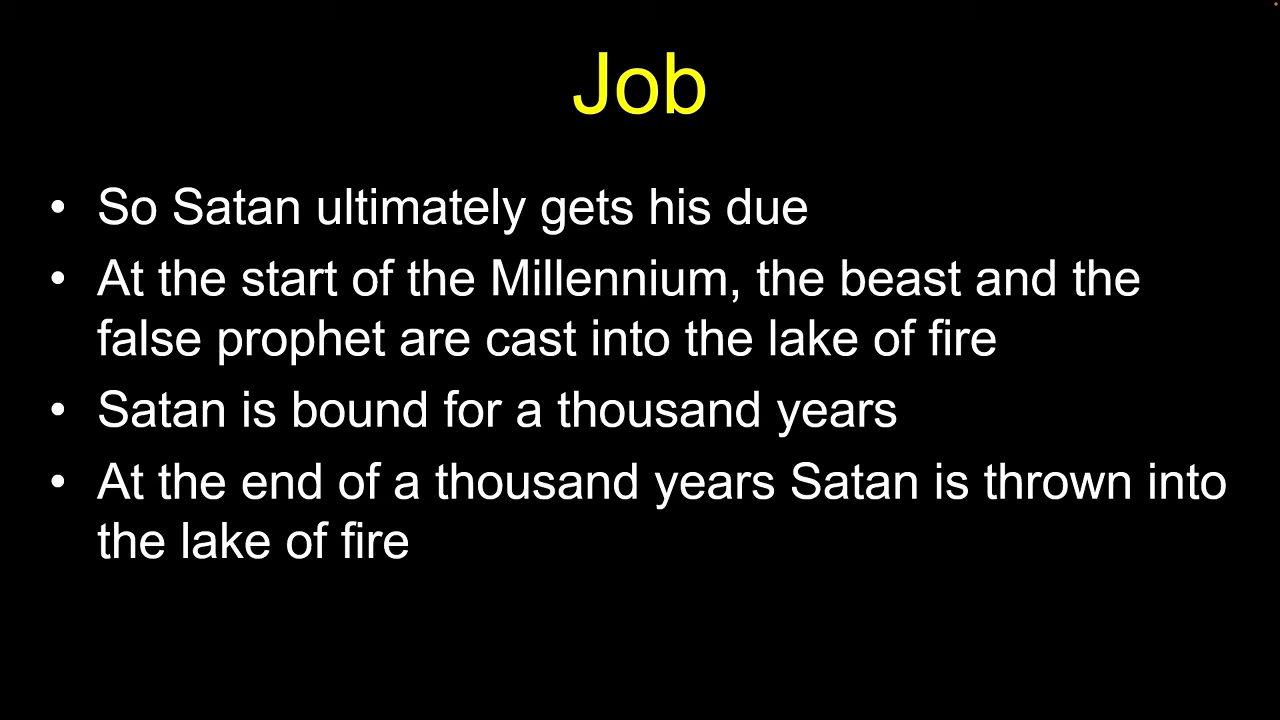 Job
• So Satan ultimately gets his due
• At the start of the Millennium, the beast and the
false prophet are cast into the lake of fire
• Satan is bound for a thousand years
• At the end of a thousand years Satan is thrown into
the lake of fire